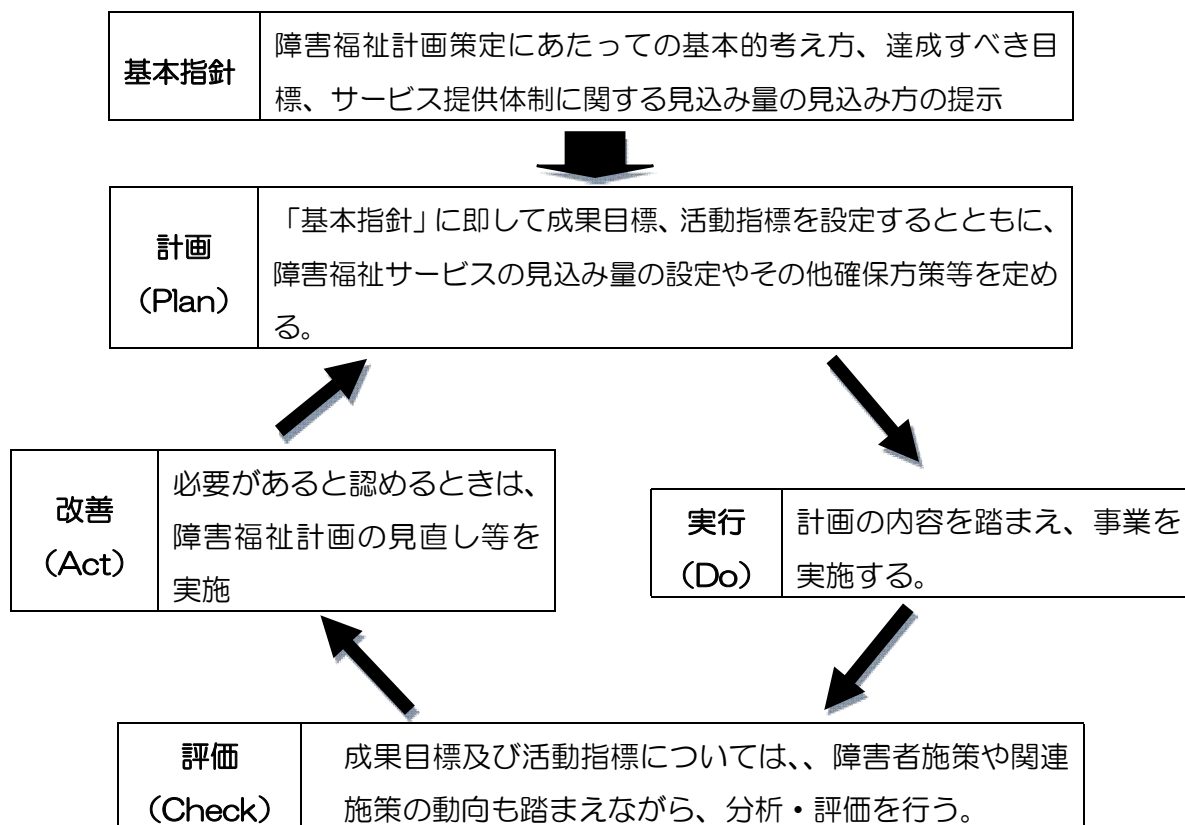 基本指針
障害福祉計画策定にあたっての基本的考え方、達成すべき目
標、サービス提供体制に関する見込み量の見込み方の提示
計画
(Plan)
「基本指針」に即して成果目標、活動指標を設定するとともに、
障害福祉サービスの見込み量の設定やその他確保方策等を定め
る。
改善
(Act)
必要があると認めるときは、
障害福祉計画の見直し等を
実施
実行
(Do)
計画の内容を踏まえ、事業を
実施する。
評価
(Check)
成果目標及び活動指標については、、障害者施策や関連
施策の動向も踏まえながら、分析・評価を行う。